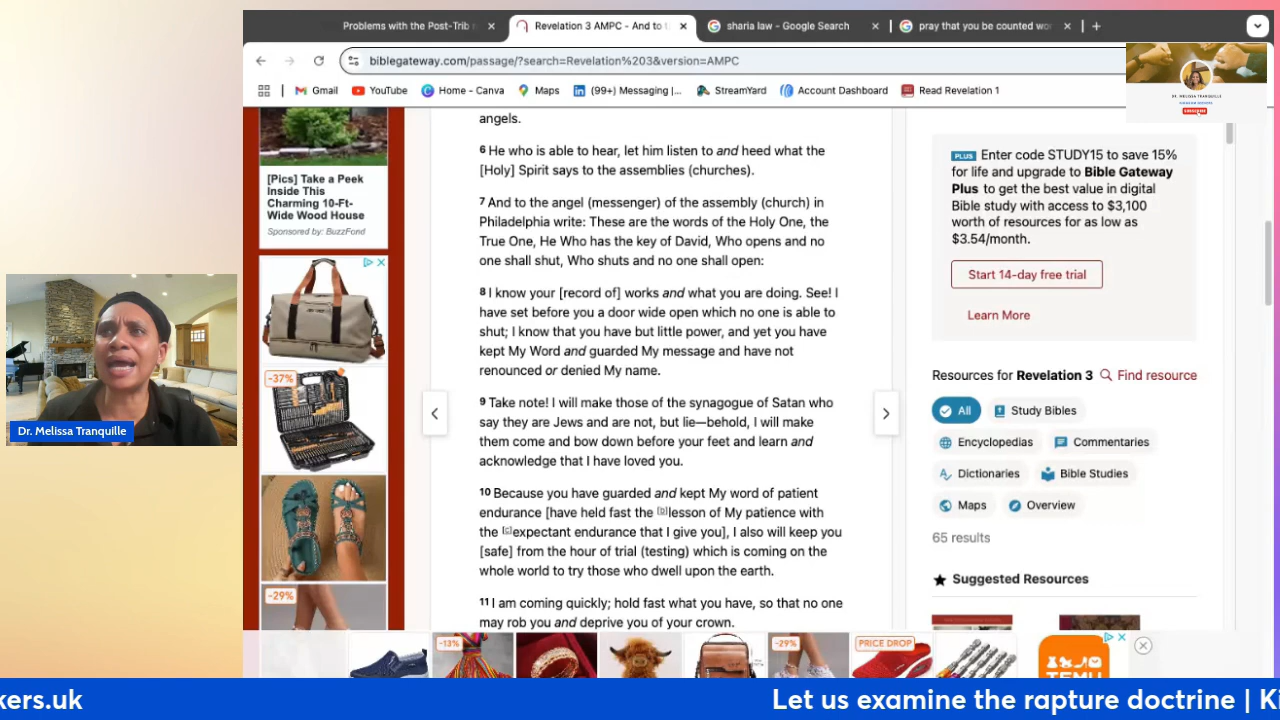 Problems with the Post-Trib
Revelation 3 AMPC - And to t
sharia law - Google Search
pray that you be counted wo
biblegateway.com/passage/?search=Revelation%203&version=AMPC
Gmail
YouTube
Home - Canva
Maps
(99+) Messaging |...
StreamYard
Account Dashboard
Read Revelation 1
DR. MELISSA TRANQUILLE
SUBSCRIBE
[Pics] Take a Peek
Inside This
Charming 10-Ft-
Wide Wood House
Sponsored by: BuzzFond
-37%
-29%
angels.
6 He who is able to hear, let him listen to and heed what the
[Holy] Spirit says to the assemblies (churches).
7 And to the angel (messenger) of the assembly (church) in
Philadelphia write: These are the words of the Holy One, the
True One, He Who has the key of David, Who opens and no
one shall shut, Who shuts and no one shall open:
8 I know your [record of] works and what you are doing. See! I
have set before you a door wide open which no one is able to
shut; I know that you have but little power, and yet you have
kept My Word and guarded My message and have not
renounced or denied My name.
9 Take note! I will make those of the synagogue of Satan who
say they are Jews and are not, but lie—behold, I will make
them come and bow down before your feet and learn and
acknowledge that I have loved you.
10 Because you have guarded and kept My word of patient
endurance [have held fast the [b]lesson of My patience with
the [c]expectant endurance that I give you], I also will keep you
[safe] from the hour of trial (testing) which is coming on the
whole world to try those who dwell upon the earth.
11 I am coming quickly; hold fast what you have, so that no one
may rob you and deprive you of your crown.
PLUS Enter code STUDY15 to save 15%
for life and upgrade to Bible Gateway
Plus to get the best value in digital
Bible study with access to $3,100
worth of resources for as low as
$3.54/month.
Start 14-day free trial
Learn More
Resources for Revelation 3
Find resource
All
Study Bibles
Encyclopedias
Commentaries
Dictionaries
Bible Studies
Maps
Overview
65 results
Suggested Resources
Dr. Melissa Tranquille
-13%
-29%
PRICE DROP
TEMU
kers.uk
Let us examine the rapture doctrine | Ki